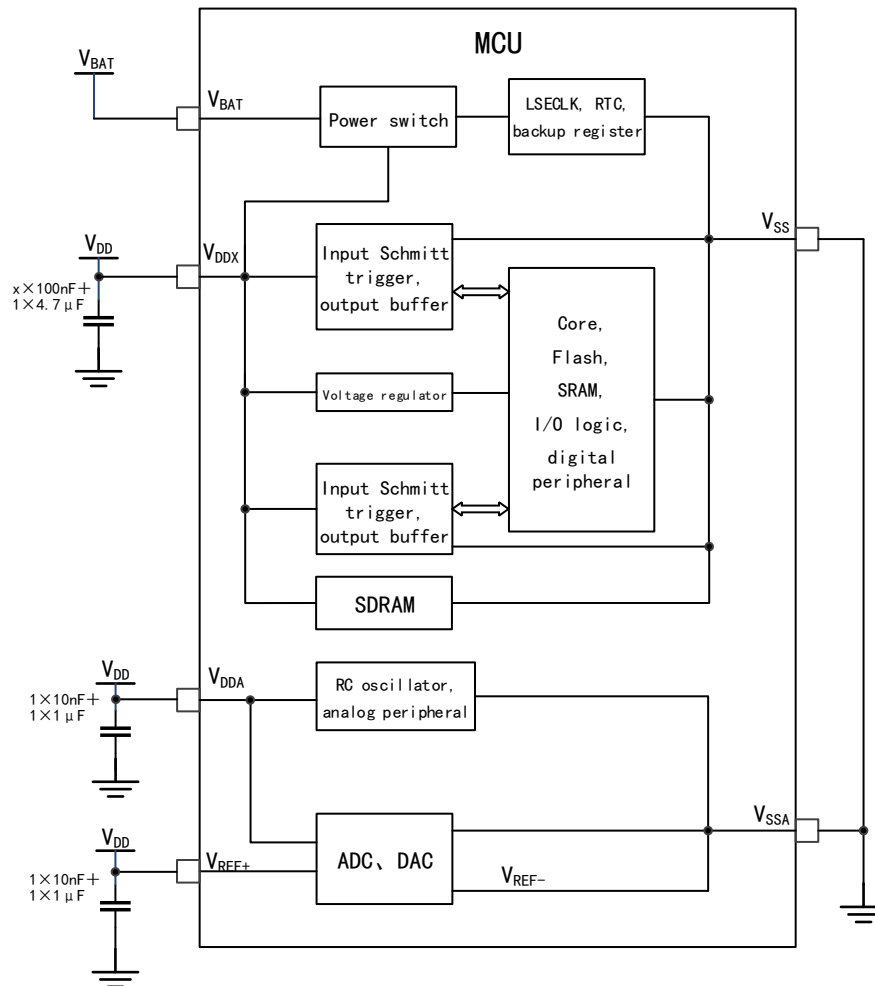 MCU
VBAT
VBAT
Power switch
LSECLK, RTC,
backup register
VSS
VDD
VDDX
x×100nF+
1×4.7μF
Input Schmitt
trigger,
output buffer
Core,
Flash,
SRAM,
I/O logic,
digital
peripheral
Voltage regulator
Input Schmitt
trigger,
output buffer
SDRAM
VDD
VDDA
1×10nF+
1×1μF
RC oscillator,
analog peripheral
VSSA
VDD
VREF+
1×10nF+
1×1μF
ADC、DAC
VREF-